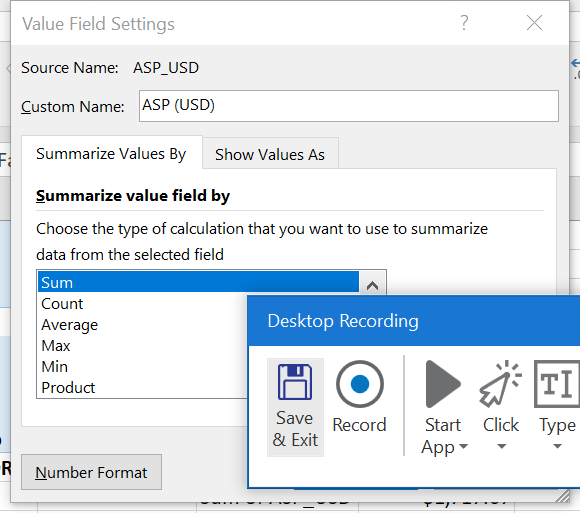 Value Field Settings
?
Source Name: ASP_USD
Custom Name: ASP (USD)
Summarize Values By
Show Values As
Summarize value field by
Choose the type of calculation that you want to use to summarize
data from the selected field
Sum
Count
Average
Max
Min
Product
Desktop Recording
Save
& Exit
Record
Start
App
Click
TI
Type
Number Format